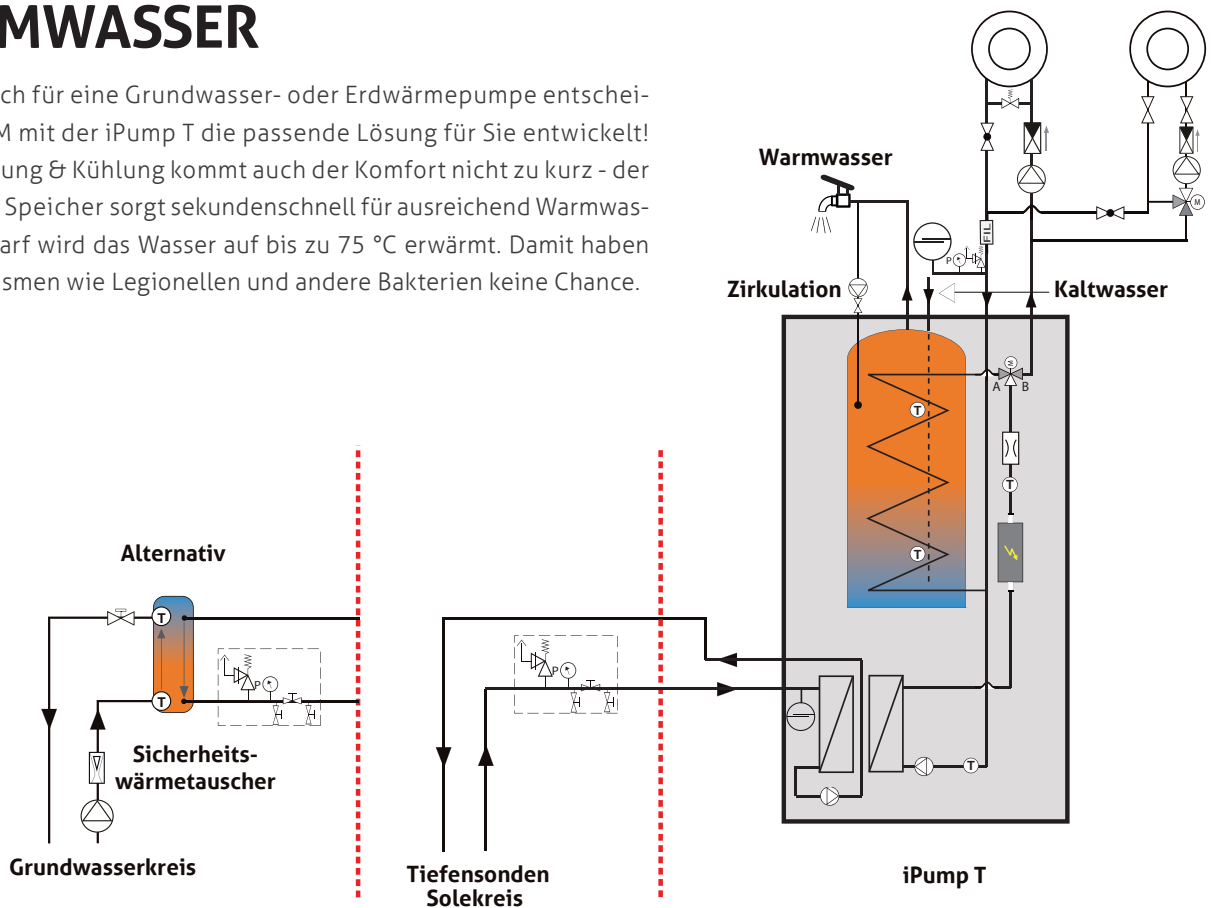 MWASSER
ch für eine Grundwasser- oder Erdwärmepumpe entschei-
M mit der iPump T die passende Lösung für Sie entwickelt!
ung & Kühlung kommt auch der Komfort nicht zu kurz - der
Speicher sorgt sekundenschnell für ausreichend Warmwas-
arf wird das Wasser auf bis zu 75 °C erwärmt. Damit haben
smen wie Legionellen und andere Bakterien keine Chance.
Warmwasser
M
FIL
P
Zirkulation
Kaltwasser
M
A B
T
T
T
Alternativ
T
P
P
T
Sicherheits-
wärmetauscher
T
Grundwasserkreis
Tiefensonden
Solekreis
iPump T